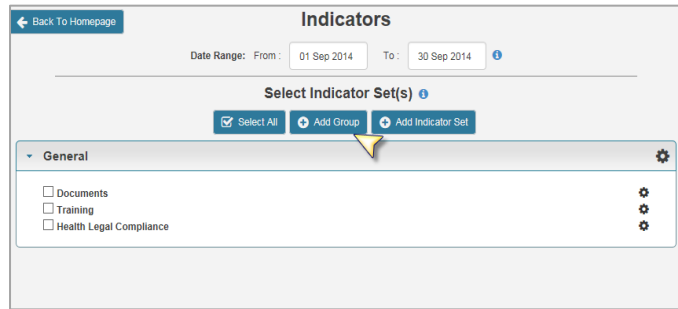 Back To Homepage
Indicators
Date Range: From : 01 Sep 2014 To : 30 Sep 2014
Select Indicator Set(s)
Select All Add Group Add Indicator Set
General
Documents
Training
Health Legal Compliance